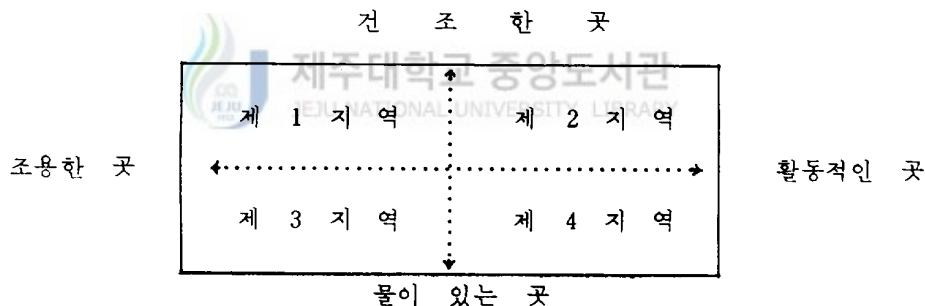 건 조 한 곳
제주대학교 중앙도서관
JEJU NATIONAL UNIVERSITY LIBRARY
제 1 지 역 제 2 지 역
조용한 곳 활동적인 곳
제 3 지 역 제 4 지 역
물이 있는 곳